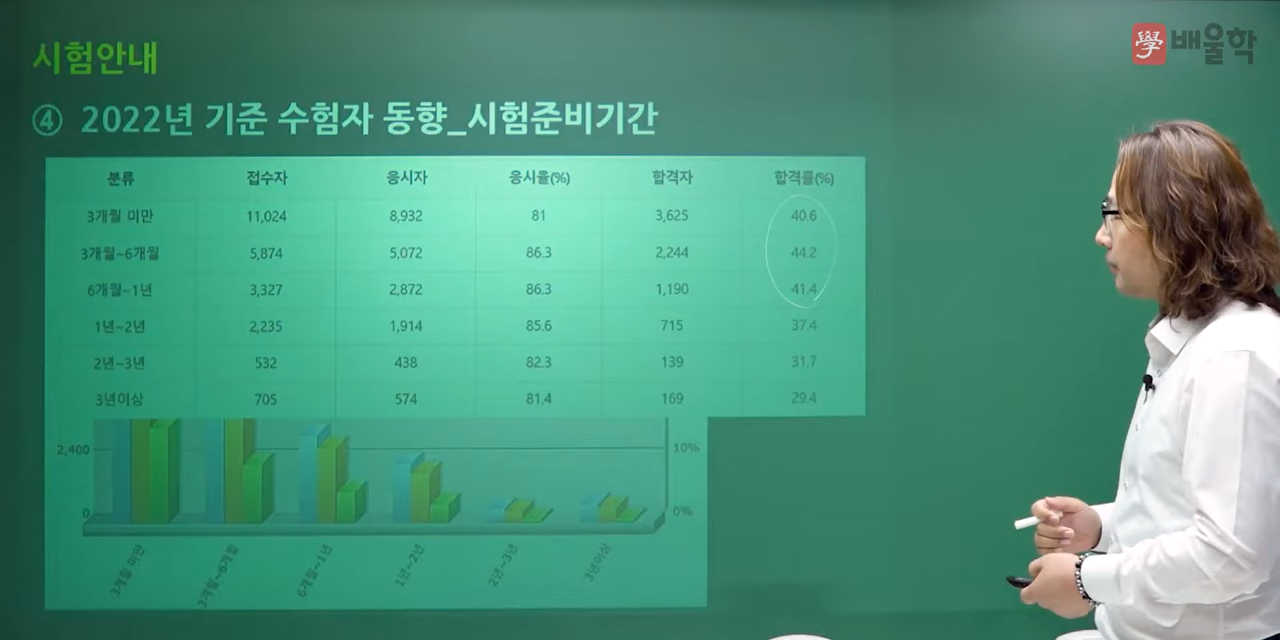 시험안내
學 배울학
④ 2022년 기준 수험자 동향_시험준비기간
분류 접수자 응시자 응시율(%) 합격자 합격률(%)
3개월 미만 11,024 8,932 81 3,625 40.6
3개월~6개월 5,874 5,072 86.3 2,244 44.2
6개월~1년 3,327 2,872 86.3 1,190 41.4
1년~2년 2,235 1,914 85.6 715 37.4
2년~3년 532 438 82.3 139 31.7
3년이상 705 574 81.4 169 29.4
2,400 10%
0 0%
3개월 미만 3개월~6개월 6개월~1년 1년~2년 2년~3년 3년이상